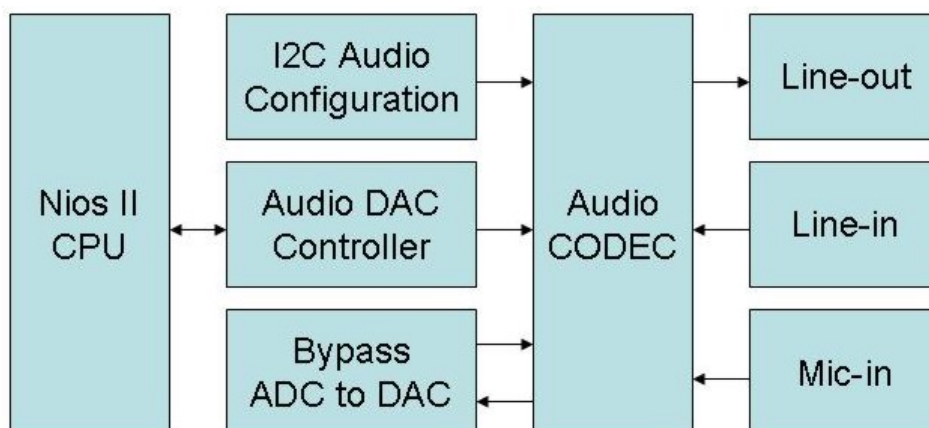 Nios II
CPU
I2C Audio
Configuration
Audio DAC
Controller
Bypass
ADC to DAC
Audio
CODEC
Line-out
Line-in
Mic-in